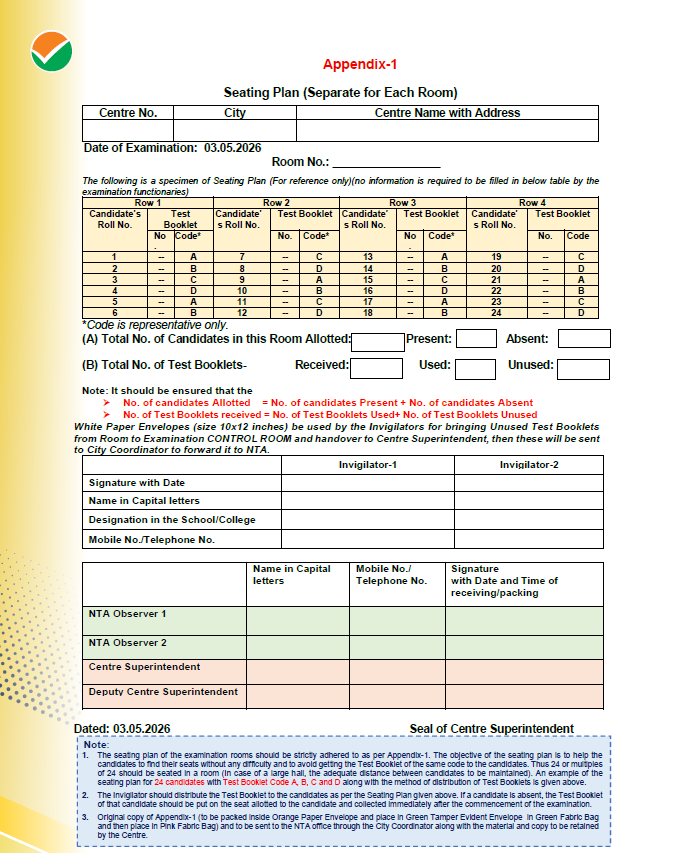 Appendix-1
Seating Plan (Separate for Each Room)
Centre No. City Centre Name with Address
Date of Examination: 03.05.2026
Room No.: ________________
The following is a specimen of Seating Plan (For reference only)(no information is required to be filled in below table by the
examination functionaries)
Row 1 Row 2 Row 3 Row 4
Candidate's Test Candidate' Test Booklet Candidate' Test Booklet Candidate' Test Booklet
Roll No. Booklet s Roll No. s Roll No. s Roll No.
No Code* No. Code* No Code* No. Code
. .
1 -- A 7 -- C 13 -- A 19 -- C
2 -- B 8 -- D 14 -- B 20 -- D
3 -- C 9 -- A 15 -- C 21 -- A
4 -- D 10 -- B 16 -- D 22 -- B
5 -- A 11 -- C 17 -- A 23 -- C
6 -- B 12 -- D 18 -- B 24 -- D
*Code is representative only.
(A) Total No. of Candidates in this Room Allotted: Present: Absent:
(B) Total No. of Test Booklets- Received: Used: Unused:
Note: It should be ensured that the
➢ No. of candidates Allotted = No. of candidates Present + No. of candidates Absent
➢ No. of Test Booklets received = No. of Test Booklets Used+ No. of Test Booklets Unused
White Paper Envelopes (size 10x12 inches) be used by the Invigilators for bringing Unused Test Booklets
from Room to Examination CONTROL ROOM and handover to Centre Superintendent, then these will be sent
to City Coordinator to forward it to NTA.
Invigilator-1 Invigilator-2
Signature with Date
Name in Capital letters
Designation in the School/College
Mobile No./Telephone No.
Name in Capital Mobile No./ Signature
letters Telephone No. with Date and Time of
receiving/packing
NTA Observer 1
NTA Observer 2
Centre Superintendent
Deputy Centre Superintendent
Dated: 03.05.2026 Seal of Centre Superintendent
Note:
1. The seating plan of the examination rooms should be strictly adhered to as per Appendix-1. The objective of the seating plan is to help the
candidates to find their seats without any difficulty and to avoid getting the Test Booklet of the same code to the candidates. Thus 24 or multiples
of 24 should be seated in a room (in case of a large hall, the adequate distance between candidates to be maintained). An example of the
seating plan for 24 candidates with Test Booklet Code A, B, C and D along with the method of distribution of Test Booklets is given above.
2. The Invigilator should distribute the Test Booklet to the candidates as per the Seating Plan given above. If a candidate is absent, the Test Booklet
of that candidate should be put on the seat allotted to the candidate and collected immediately after the commencement of the examination.
3. Original copy of Appendix-1 (to be packed inside Orange Paper Envelope and place in Green Tamper Evident Envelope in Green Fabric Bag
and then place in Pink Fabric Bag) and to be sent to the NTA office through the City Coordinator along with the material and copy to be retained
by the Centre.